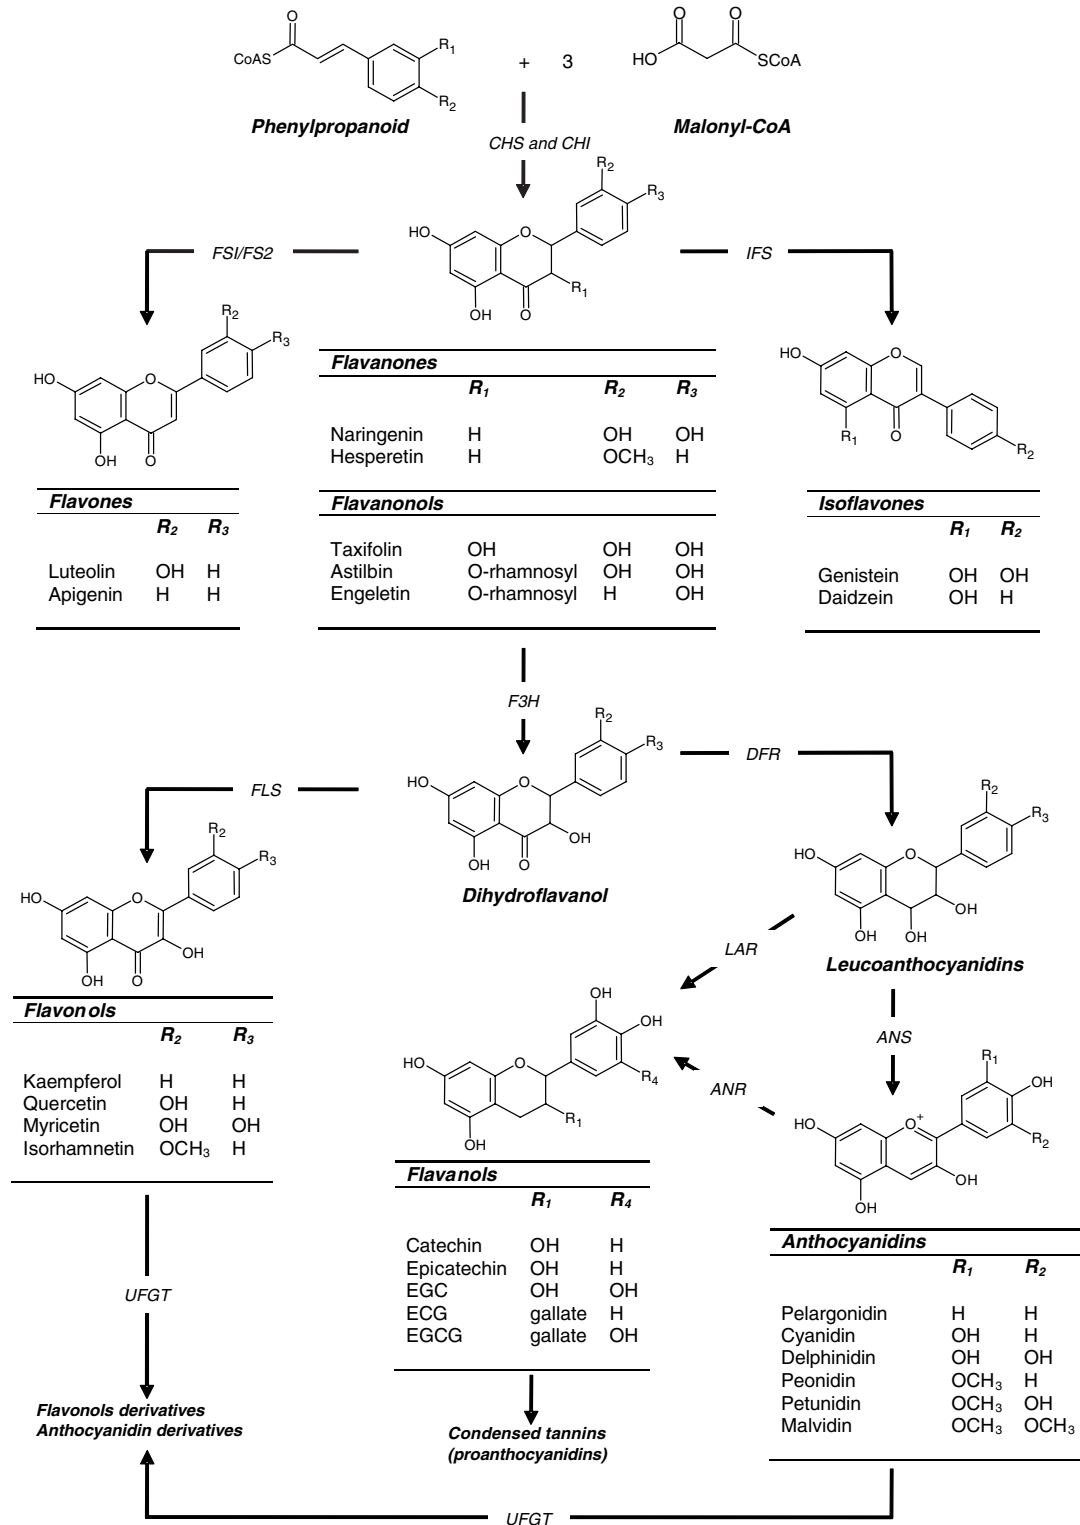 O
CoAS
R1
R2
Phenylpropanoid
+ 3
O O
HO SCoA
Malonyl-CoA
CHS and CHI
R2
R3
HO
O
R1
OH O
FSI/FS2
IFS
R2
R3
HO
O
OH O
Flavones
R2 R3
Luteolin OH H
Apigenin H H
Flavanones
R1 R2 R3
Naringenin H OH OH
Hesperetin H OCH3 H
Flavanonols
Taxifolin OH OH OH
Astilbin O-rhamnosyl OH OH
Engeletin O-rhamnosyl H OH
HO
O
R1 O
R2
Isoflavones
R1 R2
Genistein OH OH
Daidzein OH H
F3H
R2
R3
HO
O
OH
OH O
Dihydroflavanol
FLS
DFR
R2
R3
HO
O
OH
OH O
Flavonols
R2 R3
Kaempferol H H
Quercetin OH H
Myricetin OH OH
Isorhamnetin OCH3 H
R2
R3
HO
O
OH
OH OH
Leucoanthocyanidins
LAR
ANS
ANR
OH
OH
HO
O
R4
R1
OH
Flavanols
R1 R4
Catechin OH H
Epicatechin OH H
EGC OH OH
ECG gallate H
EGCG gallate OH
R1
OH
HO
O+
R2
OH
OH
Anthocyanidins
R1 R2
Pelargonidin H H
Cyanidin OH H
Delphinidin OH OH
Peonidin OCH3 H
Petunidin OCH3 OH
Malvidin OCH3 OCH3
UFGT
Flavonols derivatives
Anthocyanidin derivatives
Condensed tannins
(proanthocyanidins)
UFGT